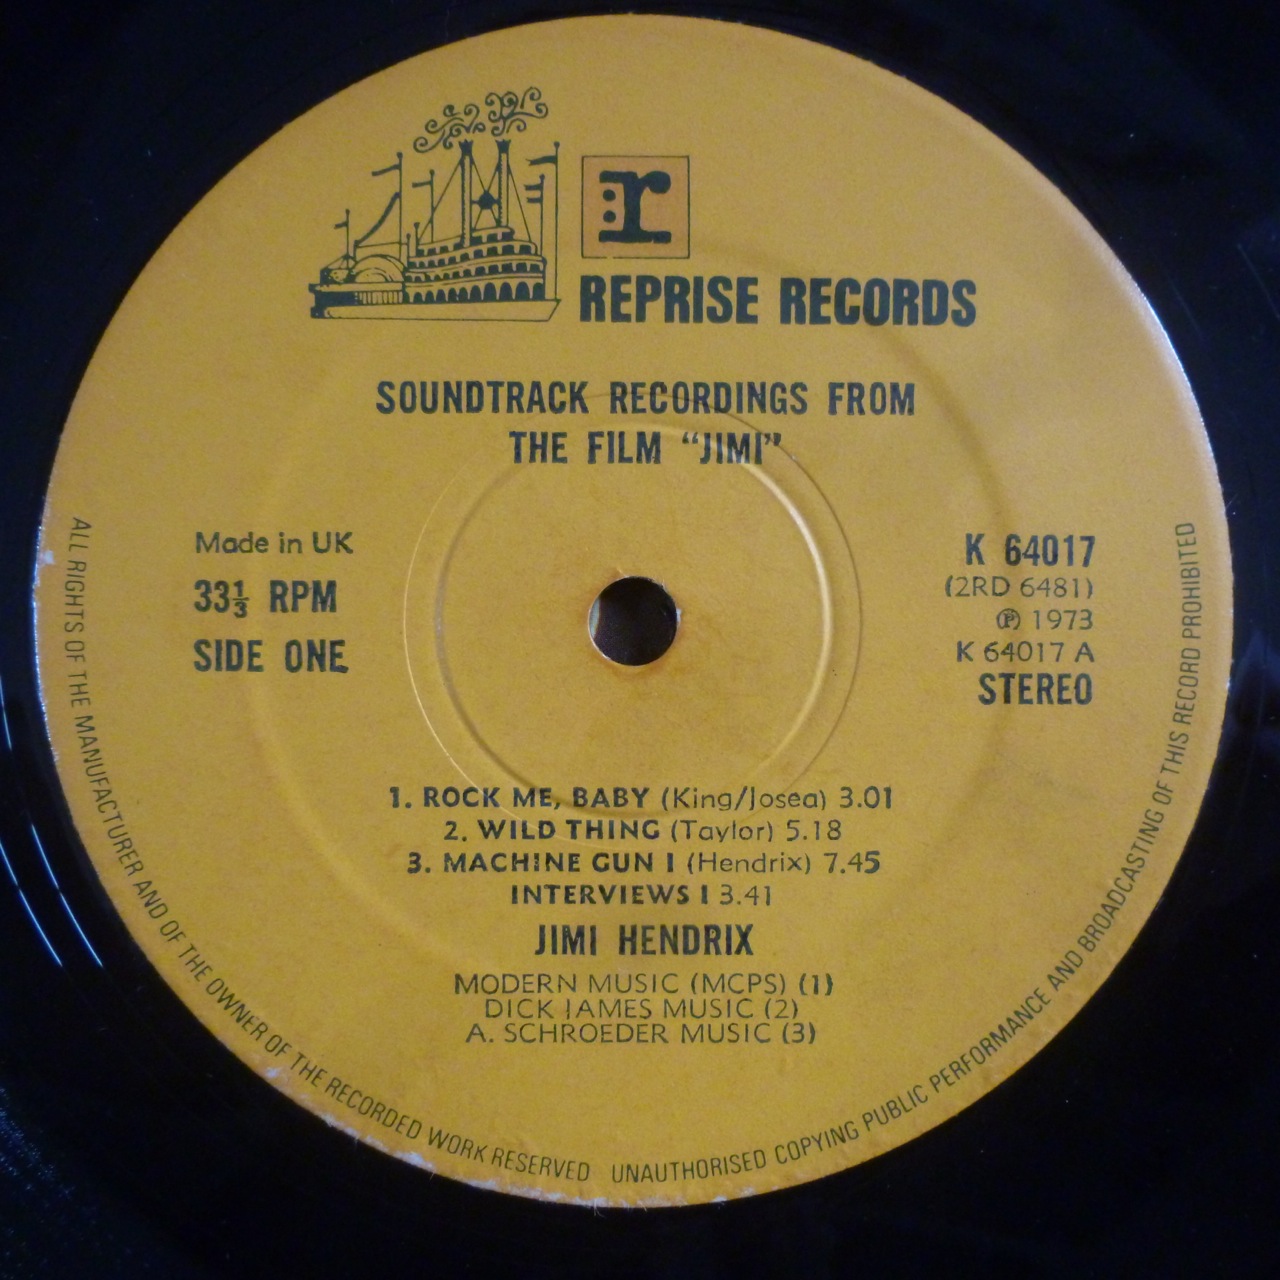 r
REPRISE RECORDS
SOUNDTRACK RECORDINGS FROM
THE FILM “JIMI”
Made in UK
33⅓ RPM
SIDE ONE
K 64017
(2RD 6481)
℗ 1973
K 64017 A
STEREO
1. ROCK ME, BABY (King/Josea) 3.01
2. WILD THING (Taylor) 5.18
3. MACHINE GUN I (Hendrix) 7.45
INTERVIEWS I 3.41
JIMI HENDRIX
MODERN MUSIC (MCPS) (1)
DICK JAMES MUSIC (2)
A. SCHROEDER MUSIC (3)
ALL RIGHTS OF THE MANUFACTURER AND OF THE OWNER OF THE RECORDED WORK RESERVED UNAUTHORISED COPYING PUBLIC PERFORMANCE AND BROADCASTING OF THIS RECORD PROHIBITED